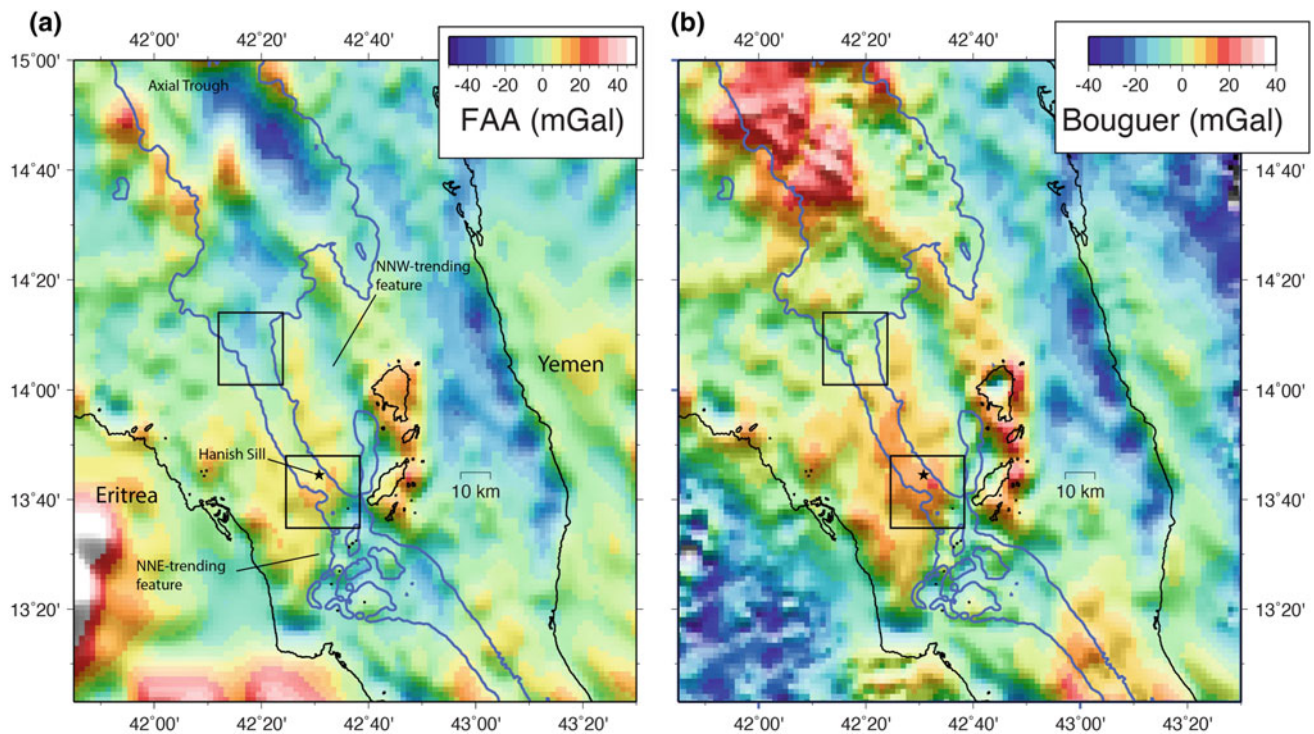 (a)
42°00' 42°20' 42°40'
-40 -20 0 20 40
FAA (mGal)
15°00'
14°40'
14°20'
14°00'
13°40'
13°20'
Axial Trough
NNW-trending
feature
Yemen
Hanish Sill
10 km
Eritrea
NNE-trending
feature
42°00' 42°20' 42°40' 43°00' 43°20'
(b)
42°00' 42°20' 42°40'
-40 -20 0 20 40
Bouguer (mGal)
14°40'
14°20'
14°00'
13°40'
13°20'
10 km
42°00' 42°20' 42°40' 43°00' 43°20'